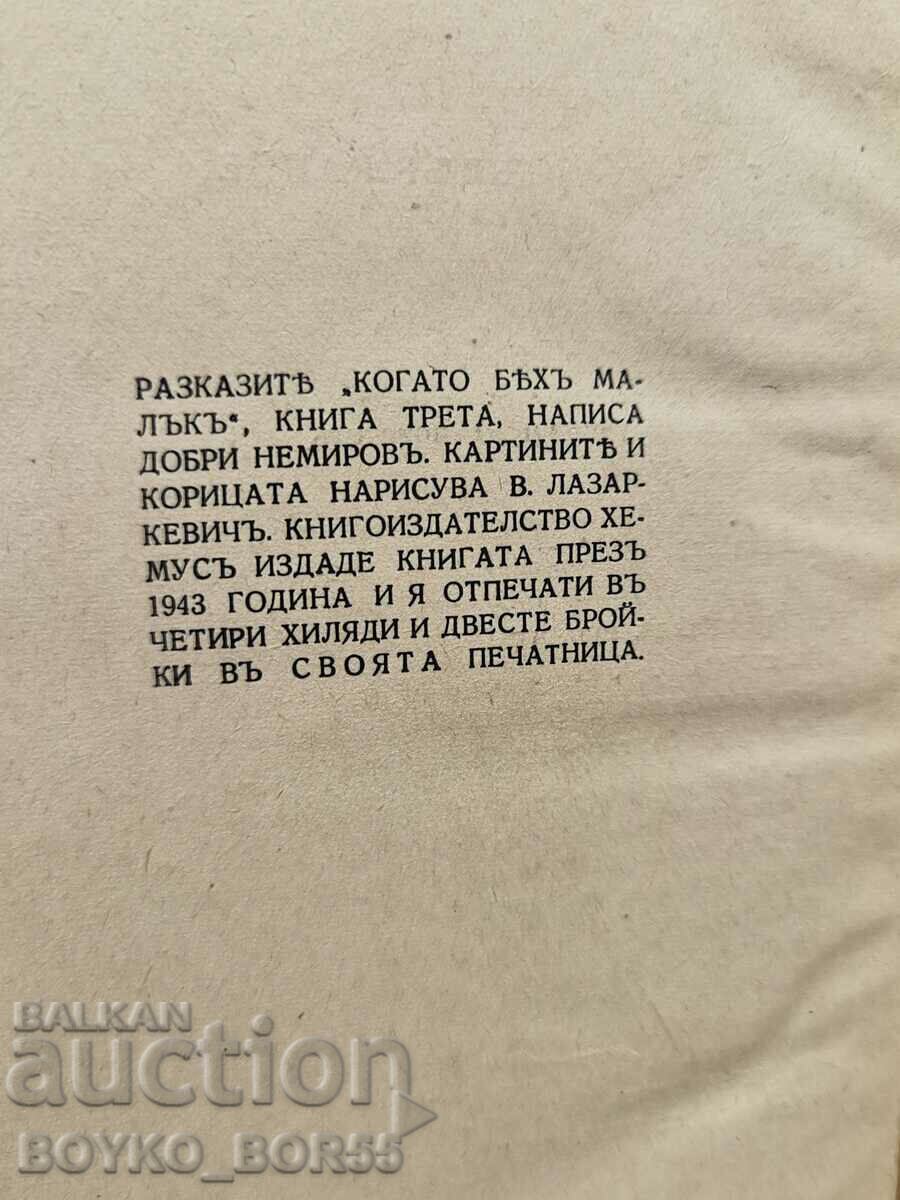 РАЗКАЗИТѢ „КОГАТО БѢХЪ МА-
ЛЪКЪ“, КНИГА ТРЕТА, НАПИСА
ДОБРИ НЕМИРОВЪ. КАРТИНИТѢ И
КОРИЦАТА НАРИСУВА В. ЛАЗАР-
КЕВИЧЪ. КНИГОИЗДАТЕЛСТВО ХЕ-
МУСЪ ИЗДАДЕ КНИГАТА ПРЕЗЪ
1943 ГОДИНА И Я ОТПЕЧАТИ ВЪ
ЧЕТИРИ ХИЛЯДИ И ДВЕСТЕ БРОЙ-
КИ ВЪ СВОЯТА ПЕЧАТНИЦА.
BALKAN
auction
BOYKO_BOR55